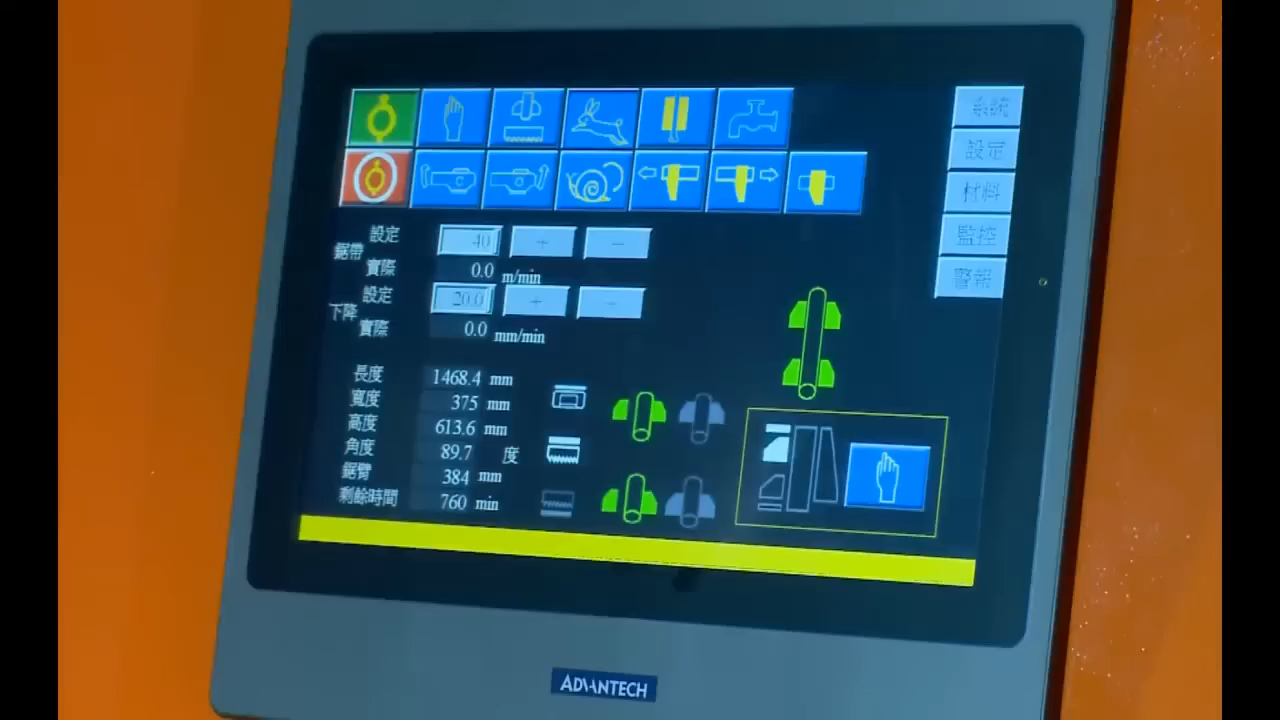 系統
設定
材料
監控
警報
設定 40 + -
鋸帶
實際 0.0 m/min
設定 20.0 + -
下降
實際 0.0 mm/min
長度 1468.4 mm
寬度 375 mm
高度 613.6 mm
角度 89.7 度
鋸臂 384 mm
剩餘時間 760 min
ADVANTECH